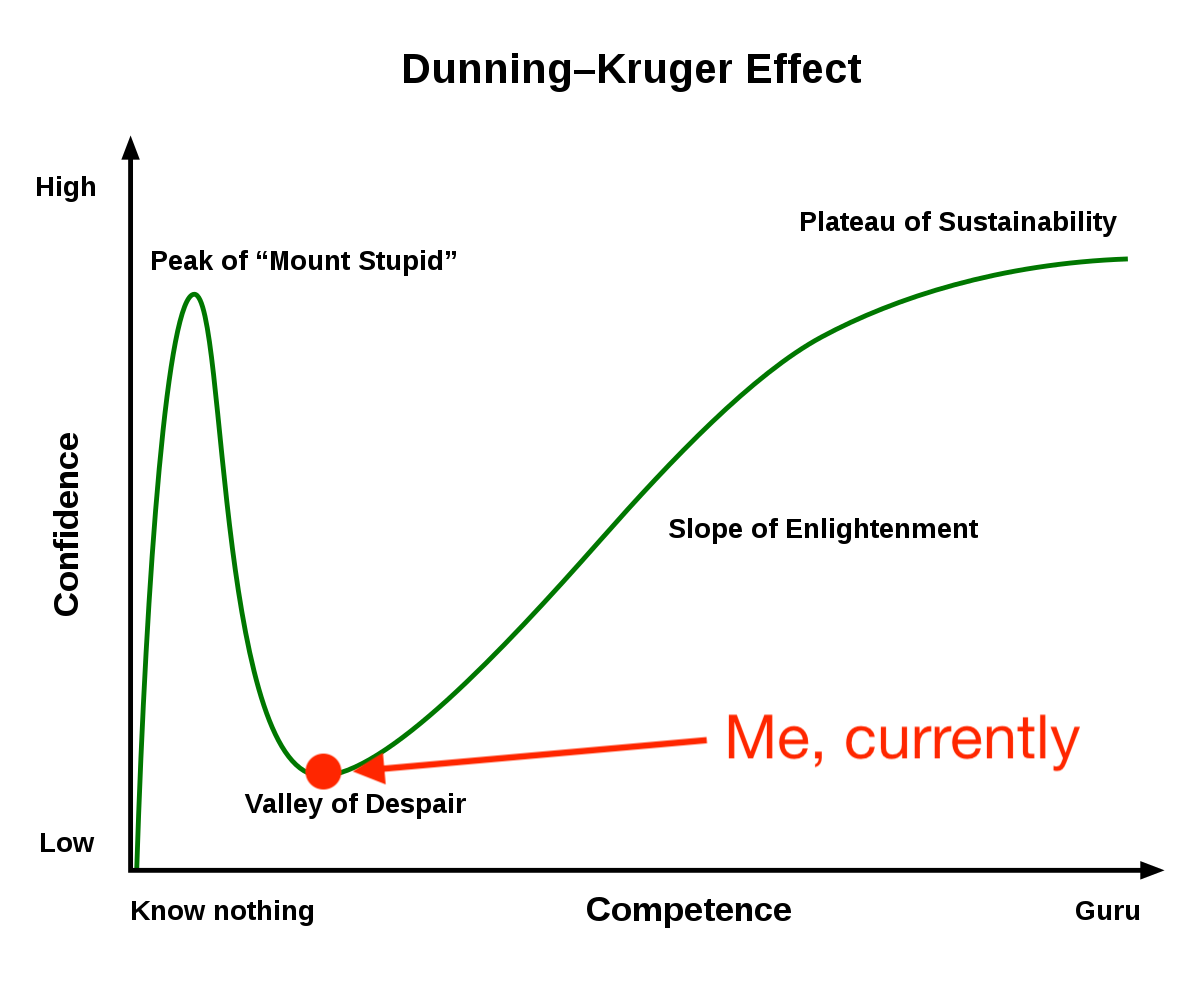 Dunning–Kruger Effect
High
Peak of “Mount Stupid”
Plateau of Sustainability
Confidence
Slope of Enlightenment
Me, currently
Valley of Despair
Low
Know nothing
Competence
Guru